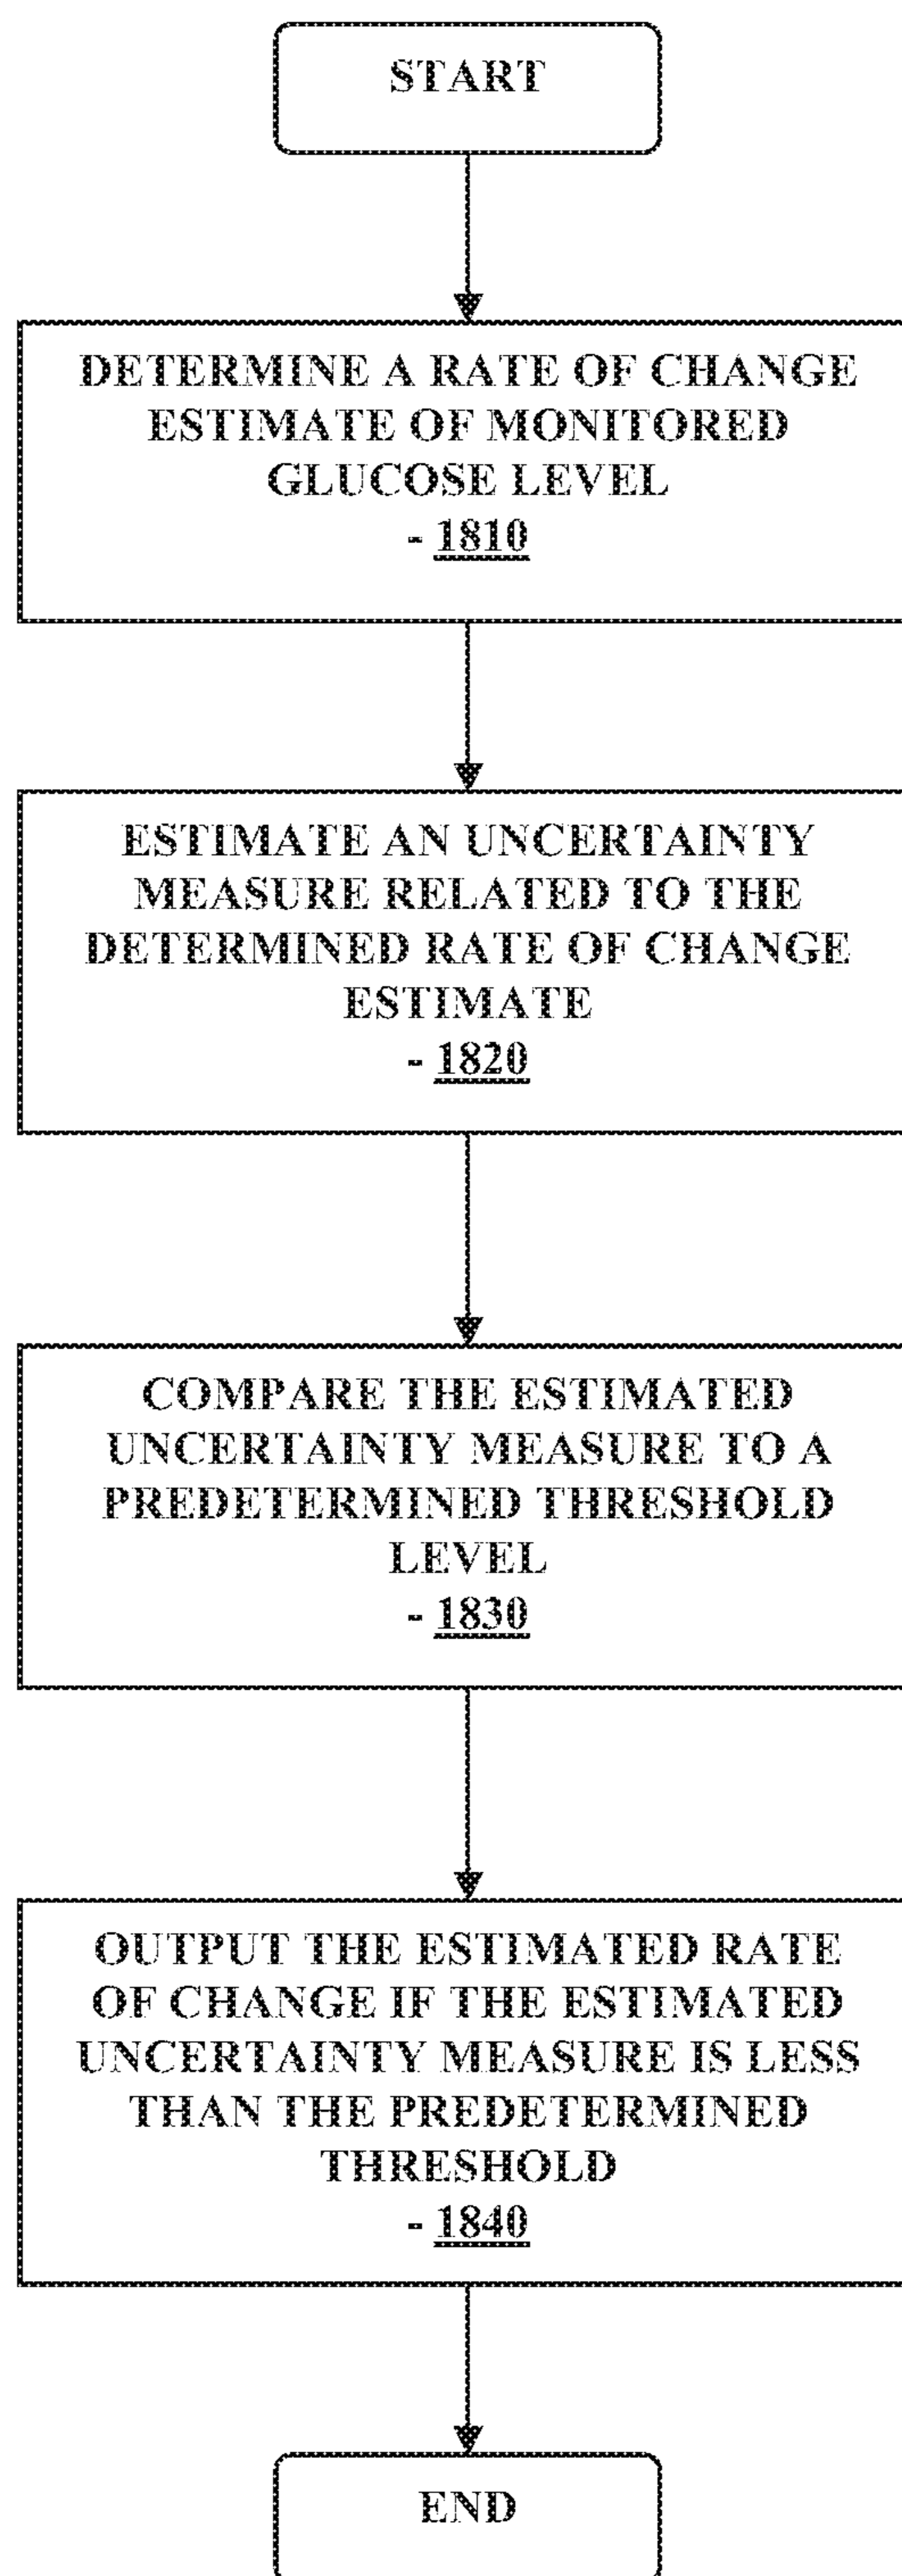 START
DETERMINE A RATE OF CHANGE
ESTIMATE OF MONITORED
GLUCOSE LEVEL
- 1810
ESTIMATE AN UNCERTAINTY
MEASURE RELATED TO THE
DETERMINED RATE OF CHANGE
ESTIMATE
- 1820
COMPARE THE ESTIMATED
UNCERTAINTY MEASURE TO A
PREDETERMINED THRESHOLD
LEVEL
- 1830
OUTPUT THE ESTIMATED RATE
OF CHANGE IF THE ESTIMATED
UNCERTAINTY MEASURE IS LESS
THAN THE PREDETERMINED
THRESHOLD
- 1840
END